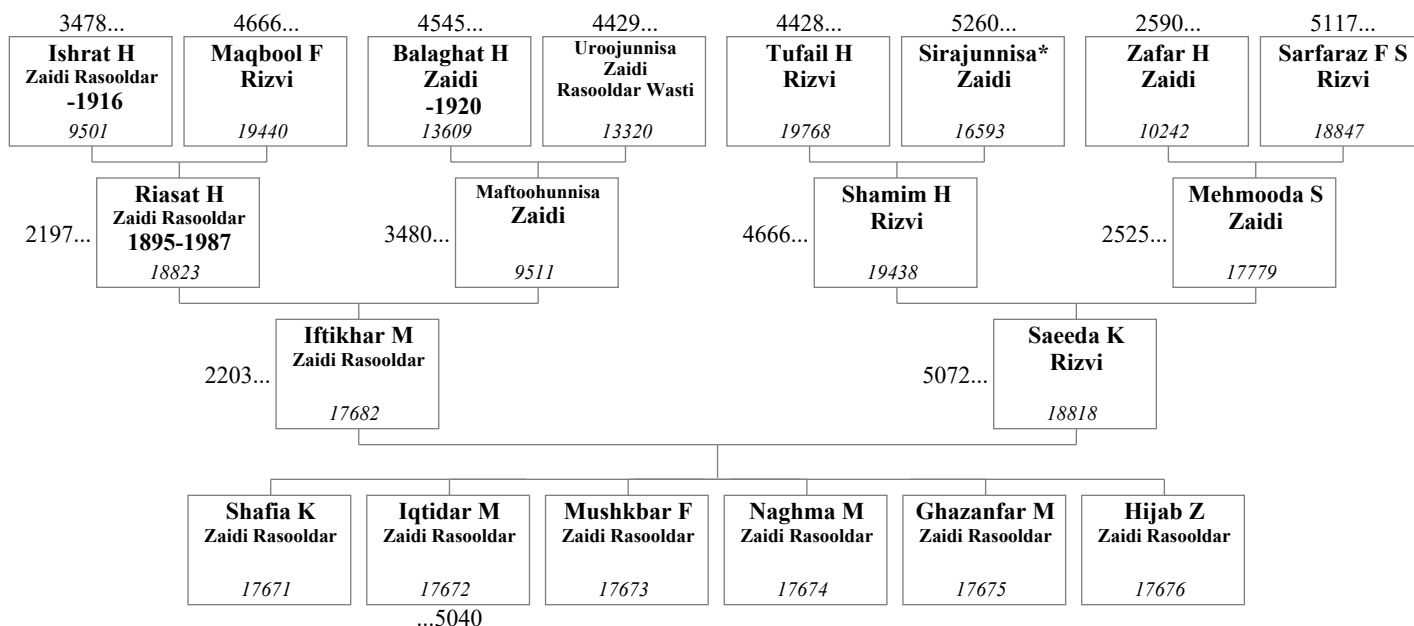 3478...
4666...
4545...
4429...
4428...
5260...
2590...
5117...
Ishrat H
Zaidi Rasooldar
-1916
9501
Maqbool F
Rizvi
19440
Balaghat H
Zaidi
-1920
13609
Uroojunnisa
Zaidi
Rasooldar Wasti
13320
Tufail H
Rizvi
19768
Sirajunnisa*
Zaidi
16593
Zafar H
Zaidi
10242
Sarfaraz F S
Rizvi
18847
2197...
Riasat H
Zaidi Rasooldar
1895-1987
18823
3480...
Maftoohunnisa
Zaidi
9511
4666...
Shamim H
Rizvi
19438
2525...
Mehmooda S
Zaidi
17779
2203...
Iftikhar M
Zaidi Rasooldar
17682
5072...
Saeeda K
Rizvi
18818
Shafia K
Zaidi Rasooldar
17671
Iqtidar M
Zaidi Rasooldar
17672
...5040
Mushkbar F
Zaidi Rasooldar
17673
Naghma M
Zaidi Rasooldar
17674
Ghazanfar M
Zaidi Rasooldar
17675
Hijab Z
Zaidi Rasooldar
17676